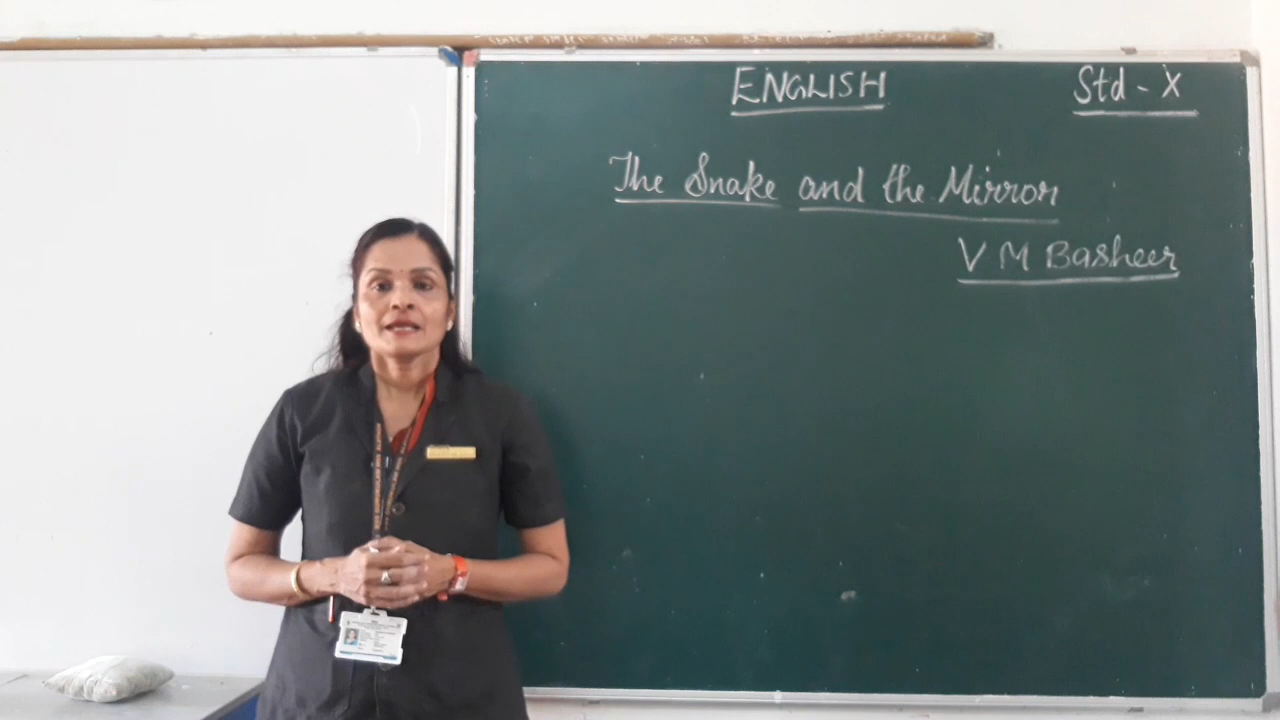 ENGLISH
Std - X
The Snake and the Mirror
V M Basheer